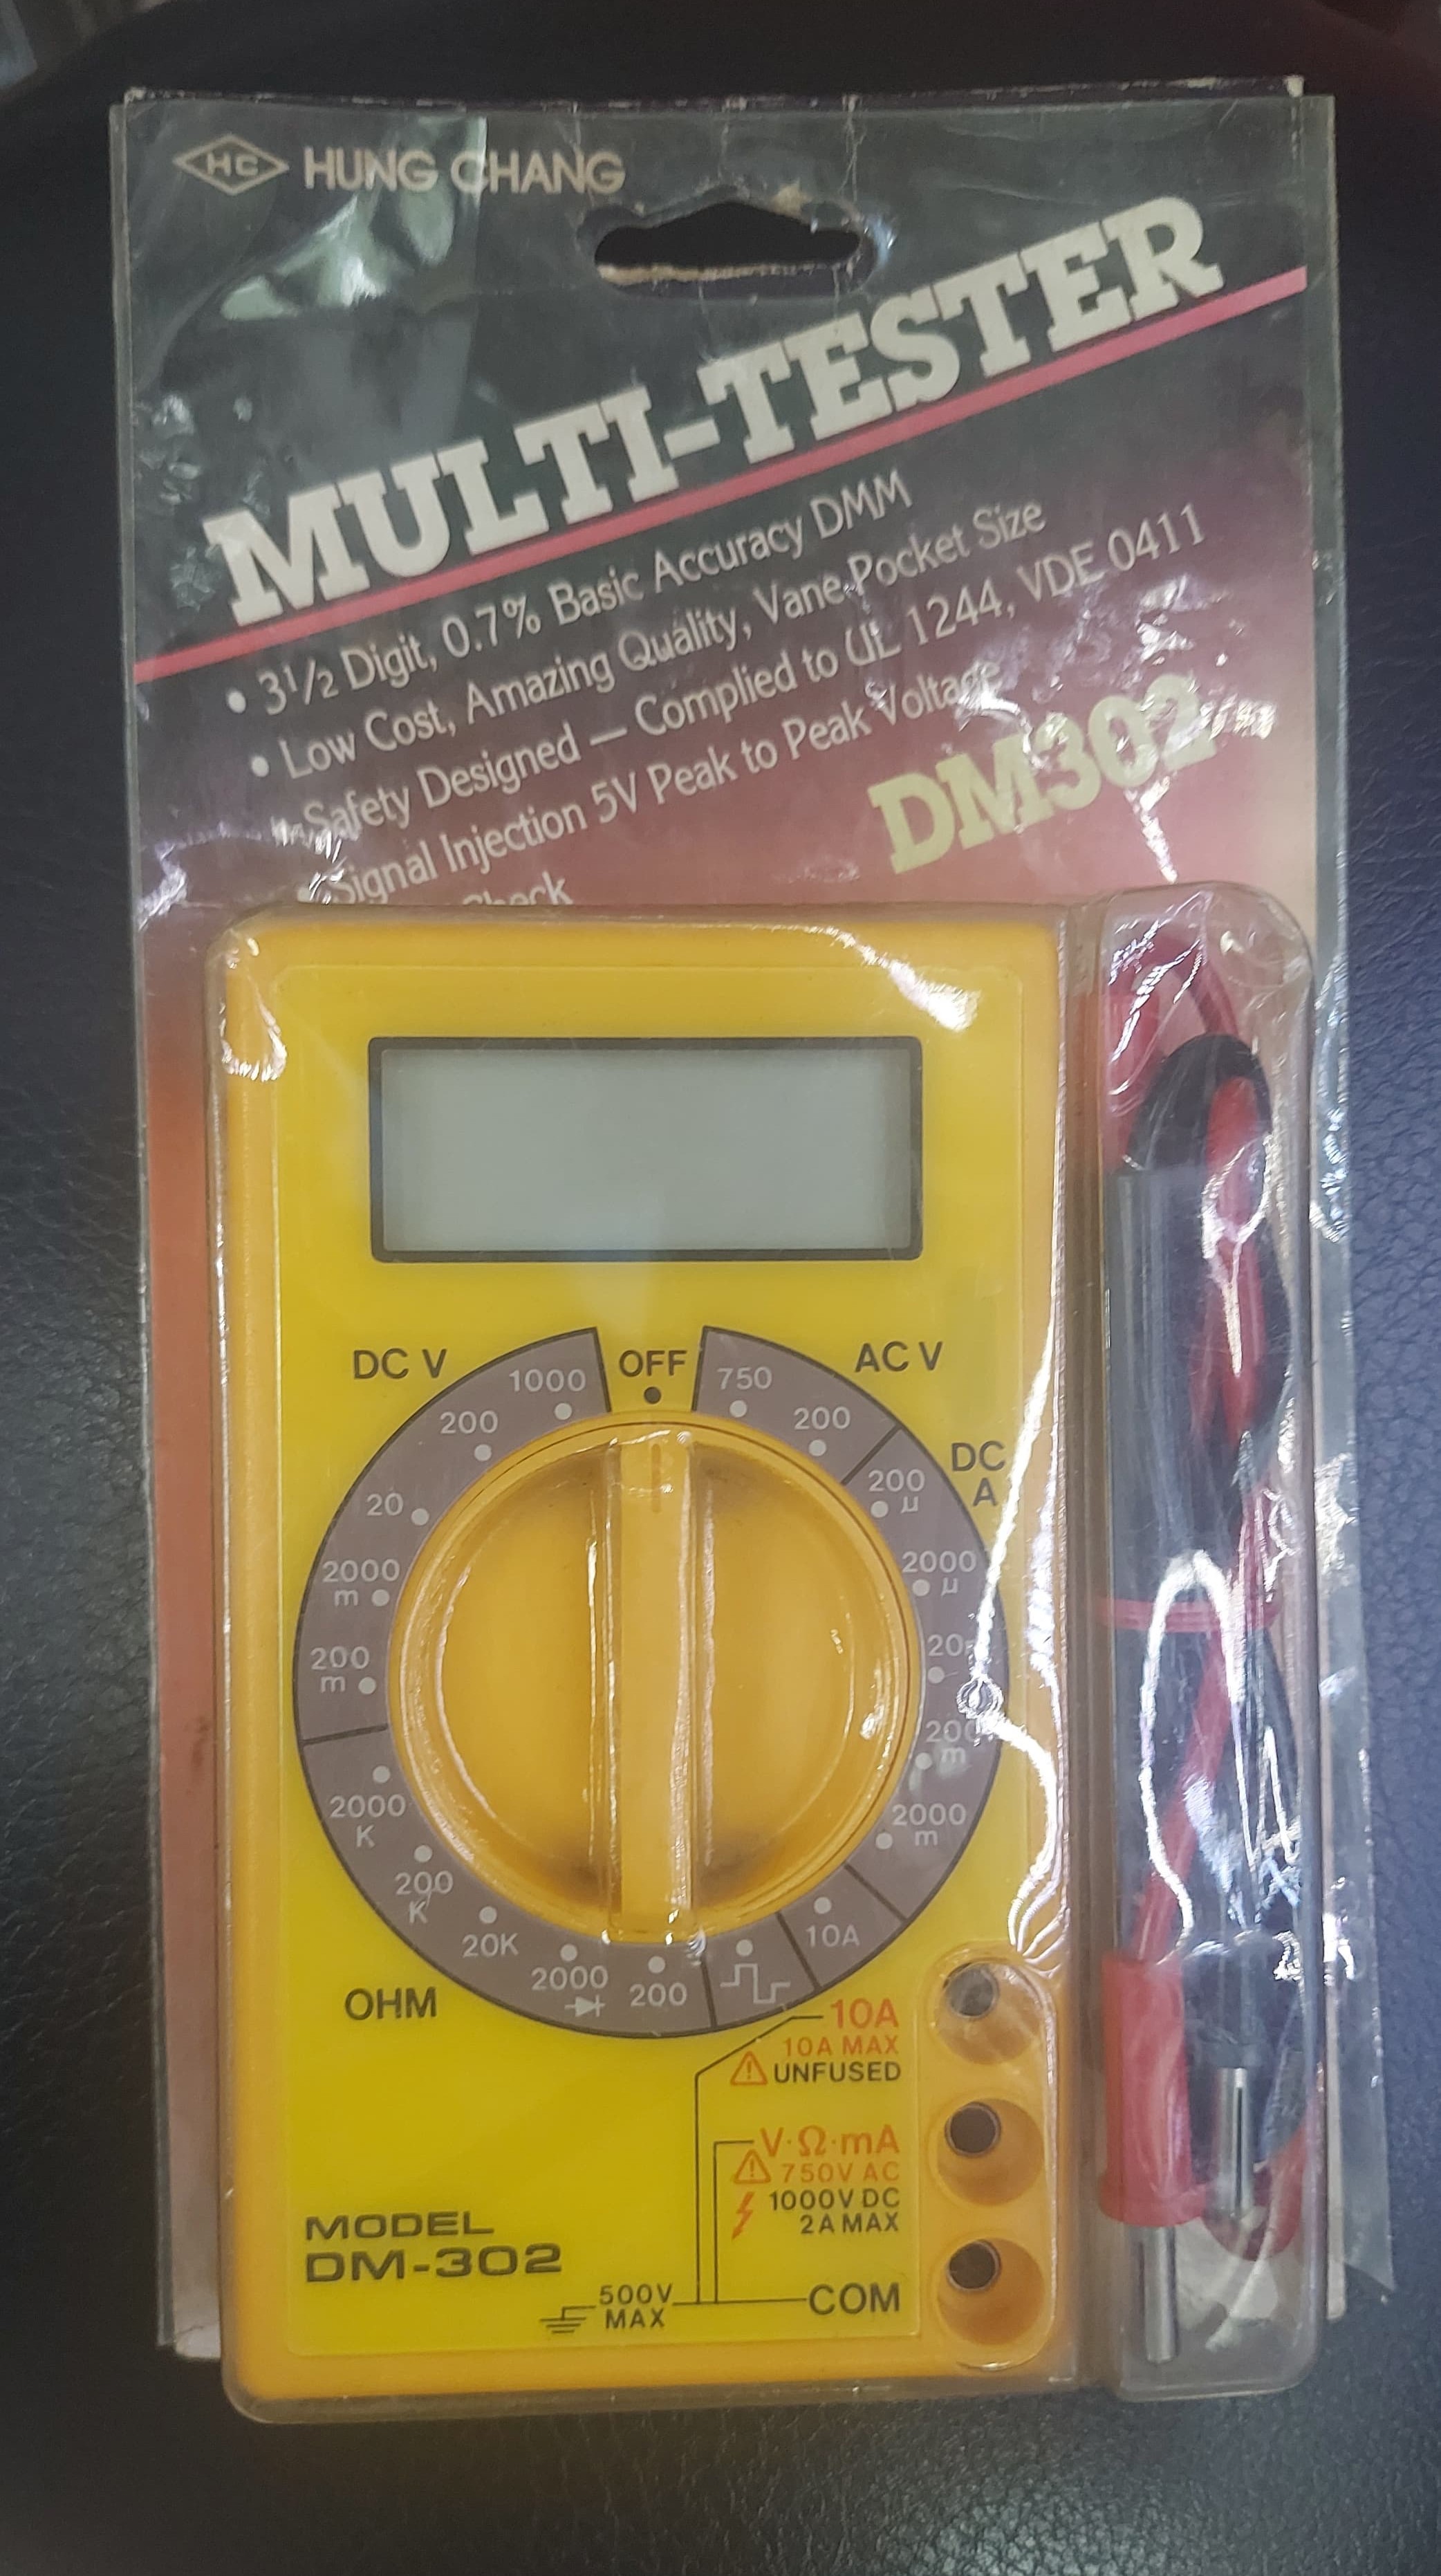 HC HUNG CHANG
MULTI-TESTER
• 3½ Digit, 0.7% Basic Accuracy DMM
• Low Cost, Amazing Quality, Vane-Pocket Size
Safety Designed — Complied to UL 1244, VDE 0411
• Signal Injection 5V Peak to Peak Voltage
Check
DM302
DC V
OFF
AC V
1000
750
200
200
DC
A
20
200
µ
2000
m
2000
µ
200
m
20
200
m
2000
K
2000
m
200
K
10A
20K
2000
200
OHM
10A
10A MAX
UNFUSED
V·Ω·mA
750V AC
1000V DC
2A MAX
MODEL
DM-302
500V
MAX
COM